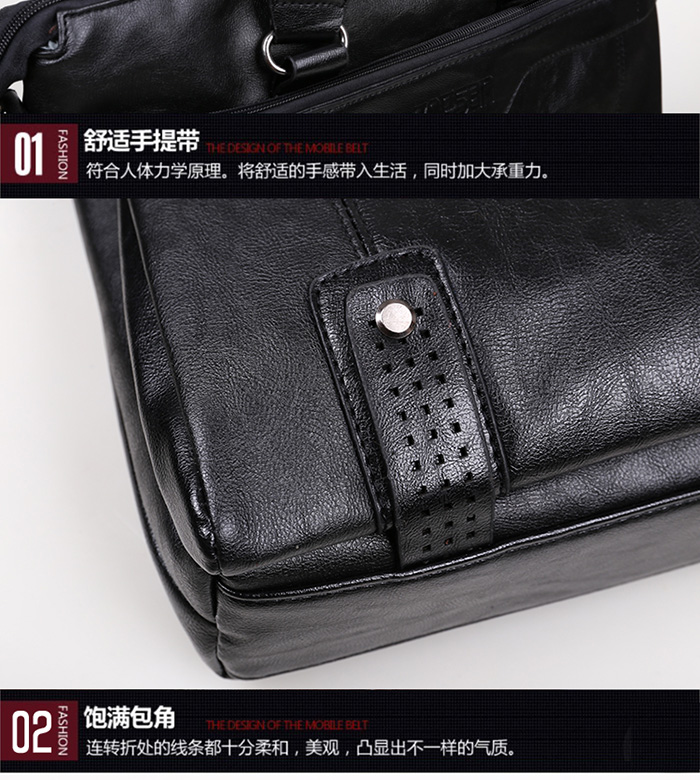 01
FASHION
舒适手提带 THE DESIGN OF THE MOBILE BELT
符合人体力学原理。将舒适的手感带入生活，同时加大承重力。
02
FASHION
饱满包角 THE DESIGN OF THE MOBILE BELT
连转折处的线条都十分柔和，美观，凸显出不一样的气质。